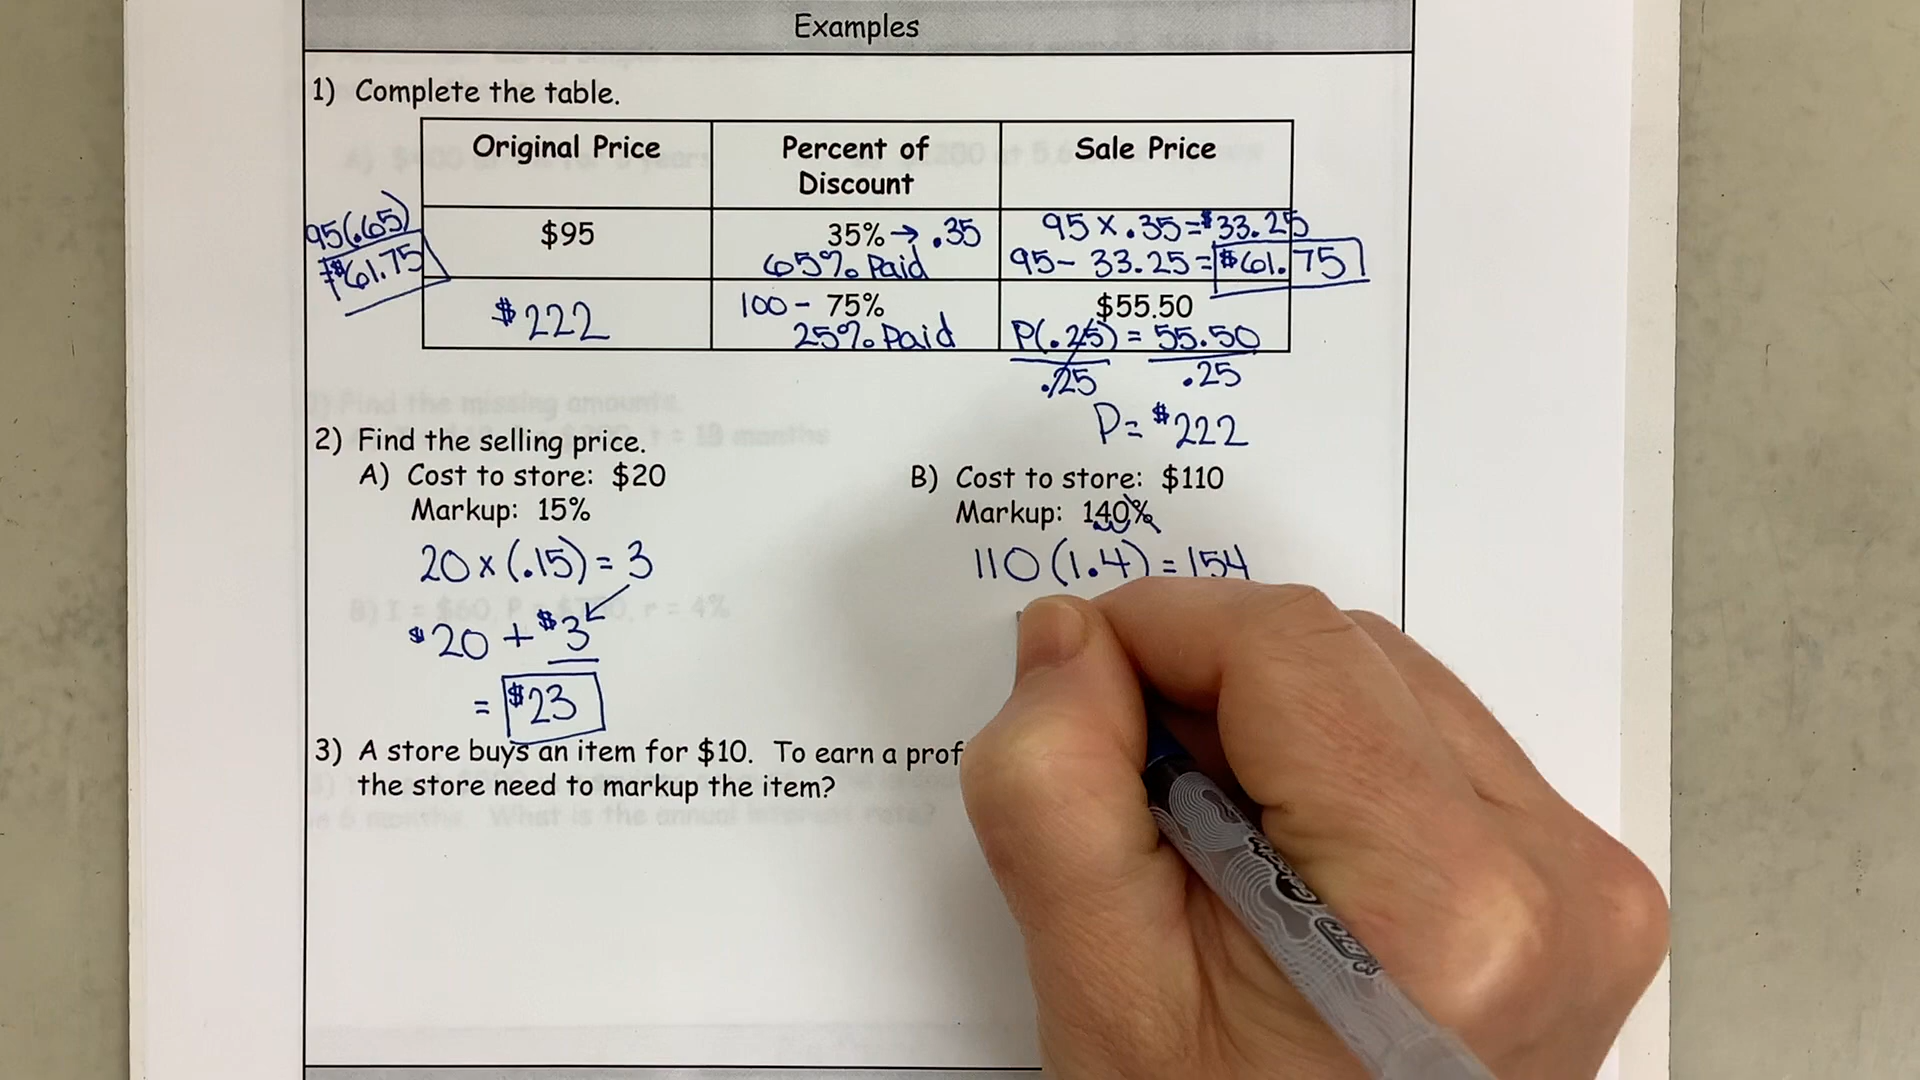 Examples
1) Complete the table.
Original Price
Percent of Discount
Sale Price
95(.65)
=$61.75
$95
35% → .35
65% Paid
95 × .35 = $33.25
95 - 33.25 = $61.75
$222
100 - 75%
25% Paid
$55.50
P(.25) = 55.50
.25 .25
P = $222
2) Find the selling price.
A) Cost to store: $20
Markup: 15%
20 × (.15) = 3
$20 + $3
= $23
B) Cost to store: $110
Markup: 140%
110 (1.4) = 154
3) A store buys an item for $10. To earn a prof
the store need to markup the item?
BIC